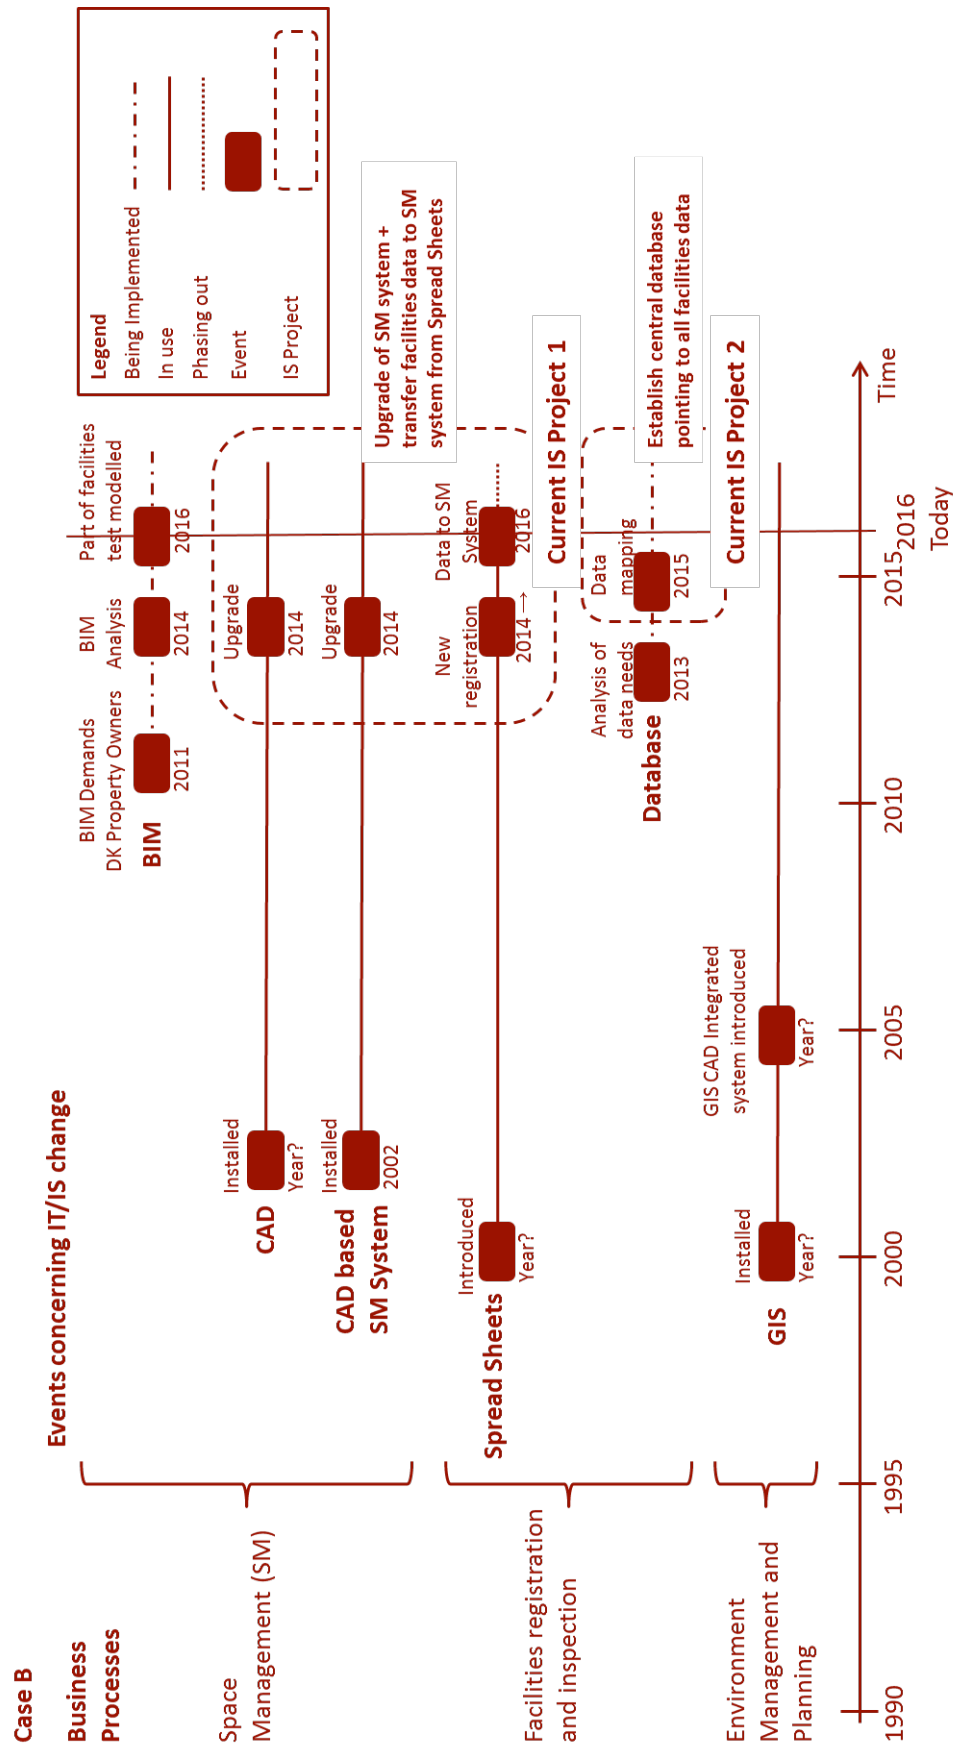 Case B
Business
Processes
Events concerning IT/IS change
Legend
Being Implemented
In use
Phasing out
Event
IS Project
Space
Management (SM)
BIM
BIM Demands
DK Property Owners
2011
BIM
Analysis
2014
Part of facilities
test modelled
2016
CAD
Installed
Year?
Upgrade
2014
CAD based
SM System
Installed
2002
Upgrade
2014
Upgrade of SM system +
transfer facilities data to SM
system from Spread Sheets
Facilities registration
and inspection
Spread Sheets
Introduced
Year?
New
registration
2014 →
Data to SM
System
2016
Current IS Project 1
Database
Analysis of
data needs
2013
Data
mapping
2015
Establish central database
pointing to all facilities data
Current IS Project 2
Environment
Management and
Planning
GIS
Installed
Year?
GIS CAD Integrated
system introduced
Year?
Time
1990
1995
2000
2005
2010
2015
2016
Today